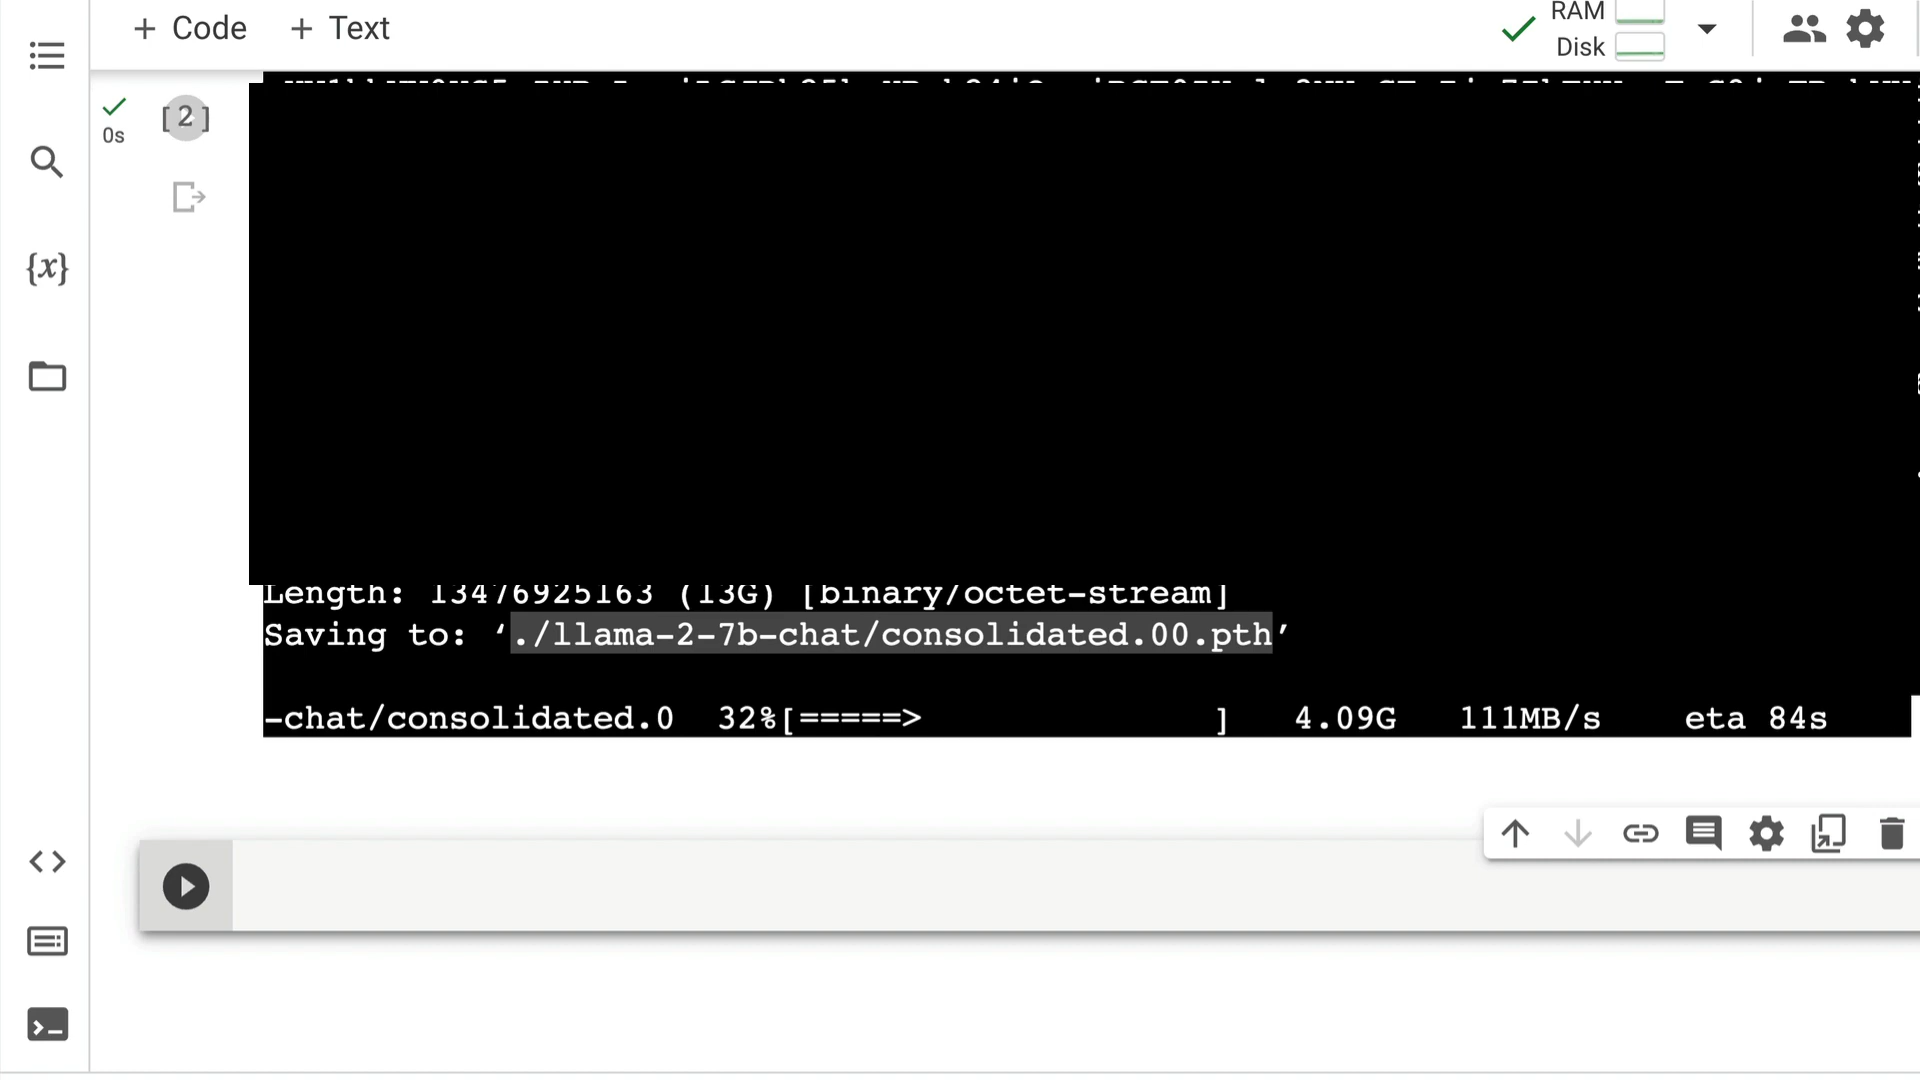 + Code + Text
RAM
Disk
[2]
0s
{x}
Length: 13476925163 (13G) [binary/octet-stream]
Saving to: ‘./llama-2-7b-chat/consolidated.00.pth’
-chat/consolidated.0 32%[=====> ] 4.09G 111MB/s eta 84s